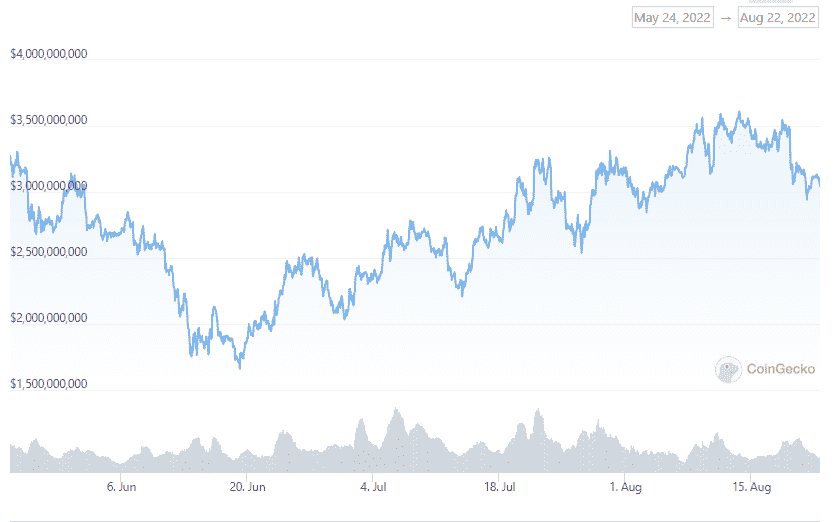 May 24, 2022 → Aug 22, 2022
$4,000,000,000
$3,500,000,000
$3,000,000,000
$2,500,000,000
$2,000,000,000
$1,500,000,000
CoinGecko
6. Jun 20. Jun 4. Jul 18. Jul 1. Aug 15. Aug